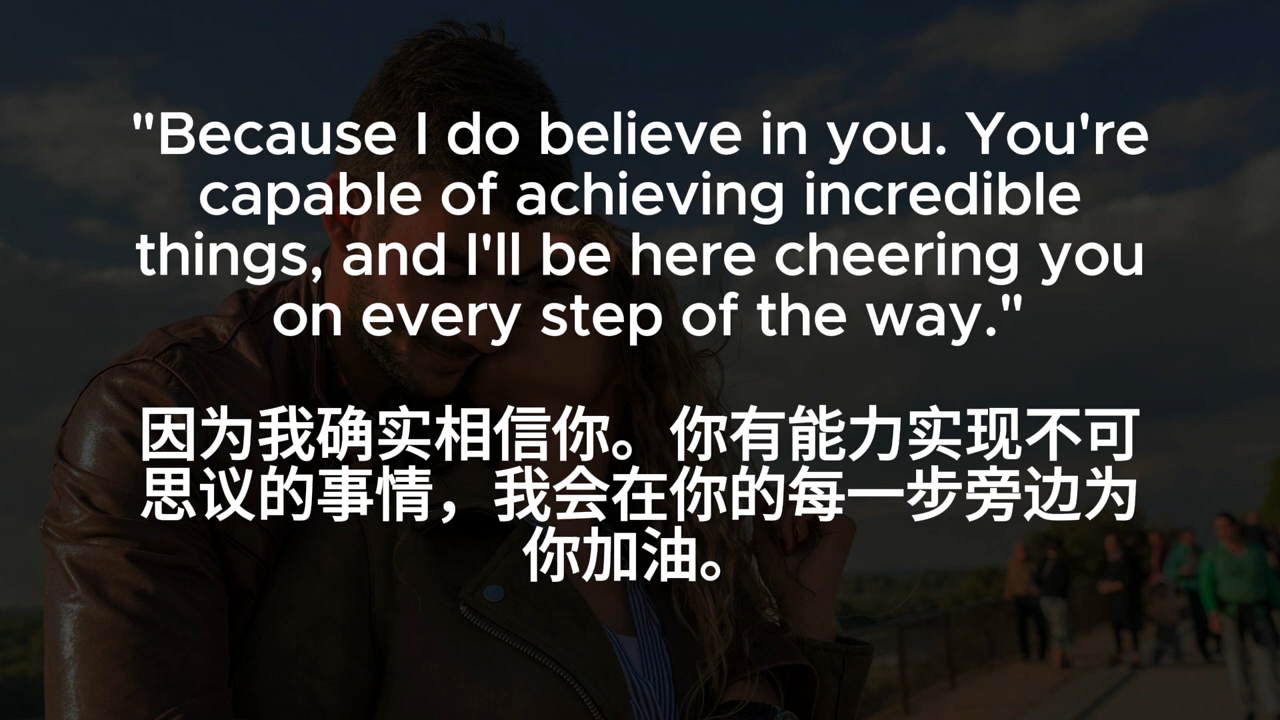 "Because I do believe in you. You're
capable of achieving incredible
things, and I'll be here cheering you
on every step of the way."
因为我确实相信你。你有能力实现不可
思议的事情，我会在你的每一步旁边为
你加油。